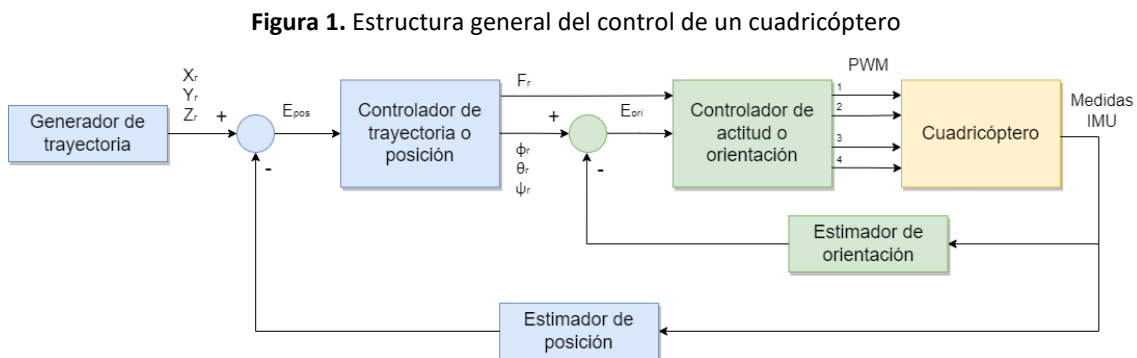 Figura 1. Estructura general del control de un cuadricóptero
Generador de
trayectoria
Xᵣ
Yᵣ
Zᵣ
+
-
Eₚₒₛ
Controlador de
trayectoria o
posición
Fᵣ
+
ϕᵣ
θᵣ
ψᵣ
-
Eₒᵣᵢ
Controlador de
actitud o
orientación
PWM
1
2
3
4
Cuadricóptero
Medidas
IMU
Estimador de
orientación
Estimador de
posición